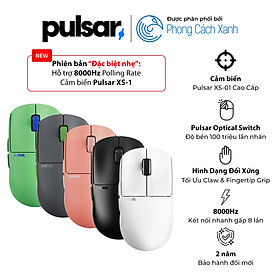 pulsar
Được phân phối bởi
Phong Cách Xanh
NEW
Phiên bản "Đặc biệt nhẹ":
Hỗ trợ 8000Hz Polling Rate
Cảm biến Pulsar XS-1
Cảm biến
Pulsar XS-01 Cao Cấp
Pulsar Optical Switch
Độ bền 100 triệu lần nhấn
Hình Dạng Đối Xứng
Tối Ưu Claw & Fingertip Grip
8000Hz
Kết nối nhanh gấp 8 lần
2 năm
Bảo hành đổi mới